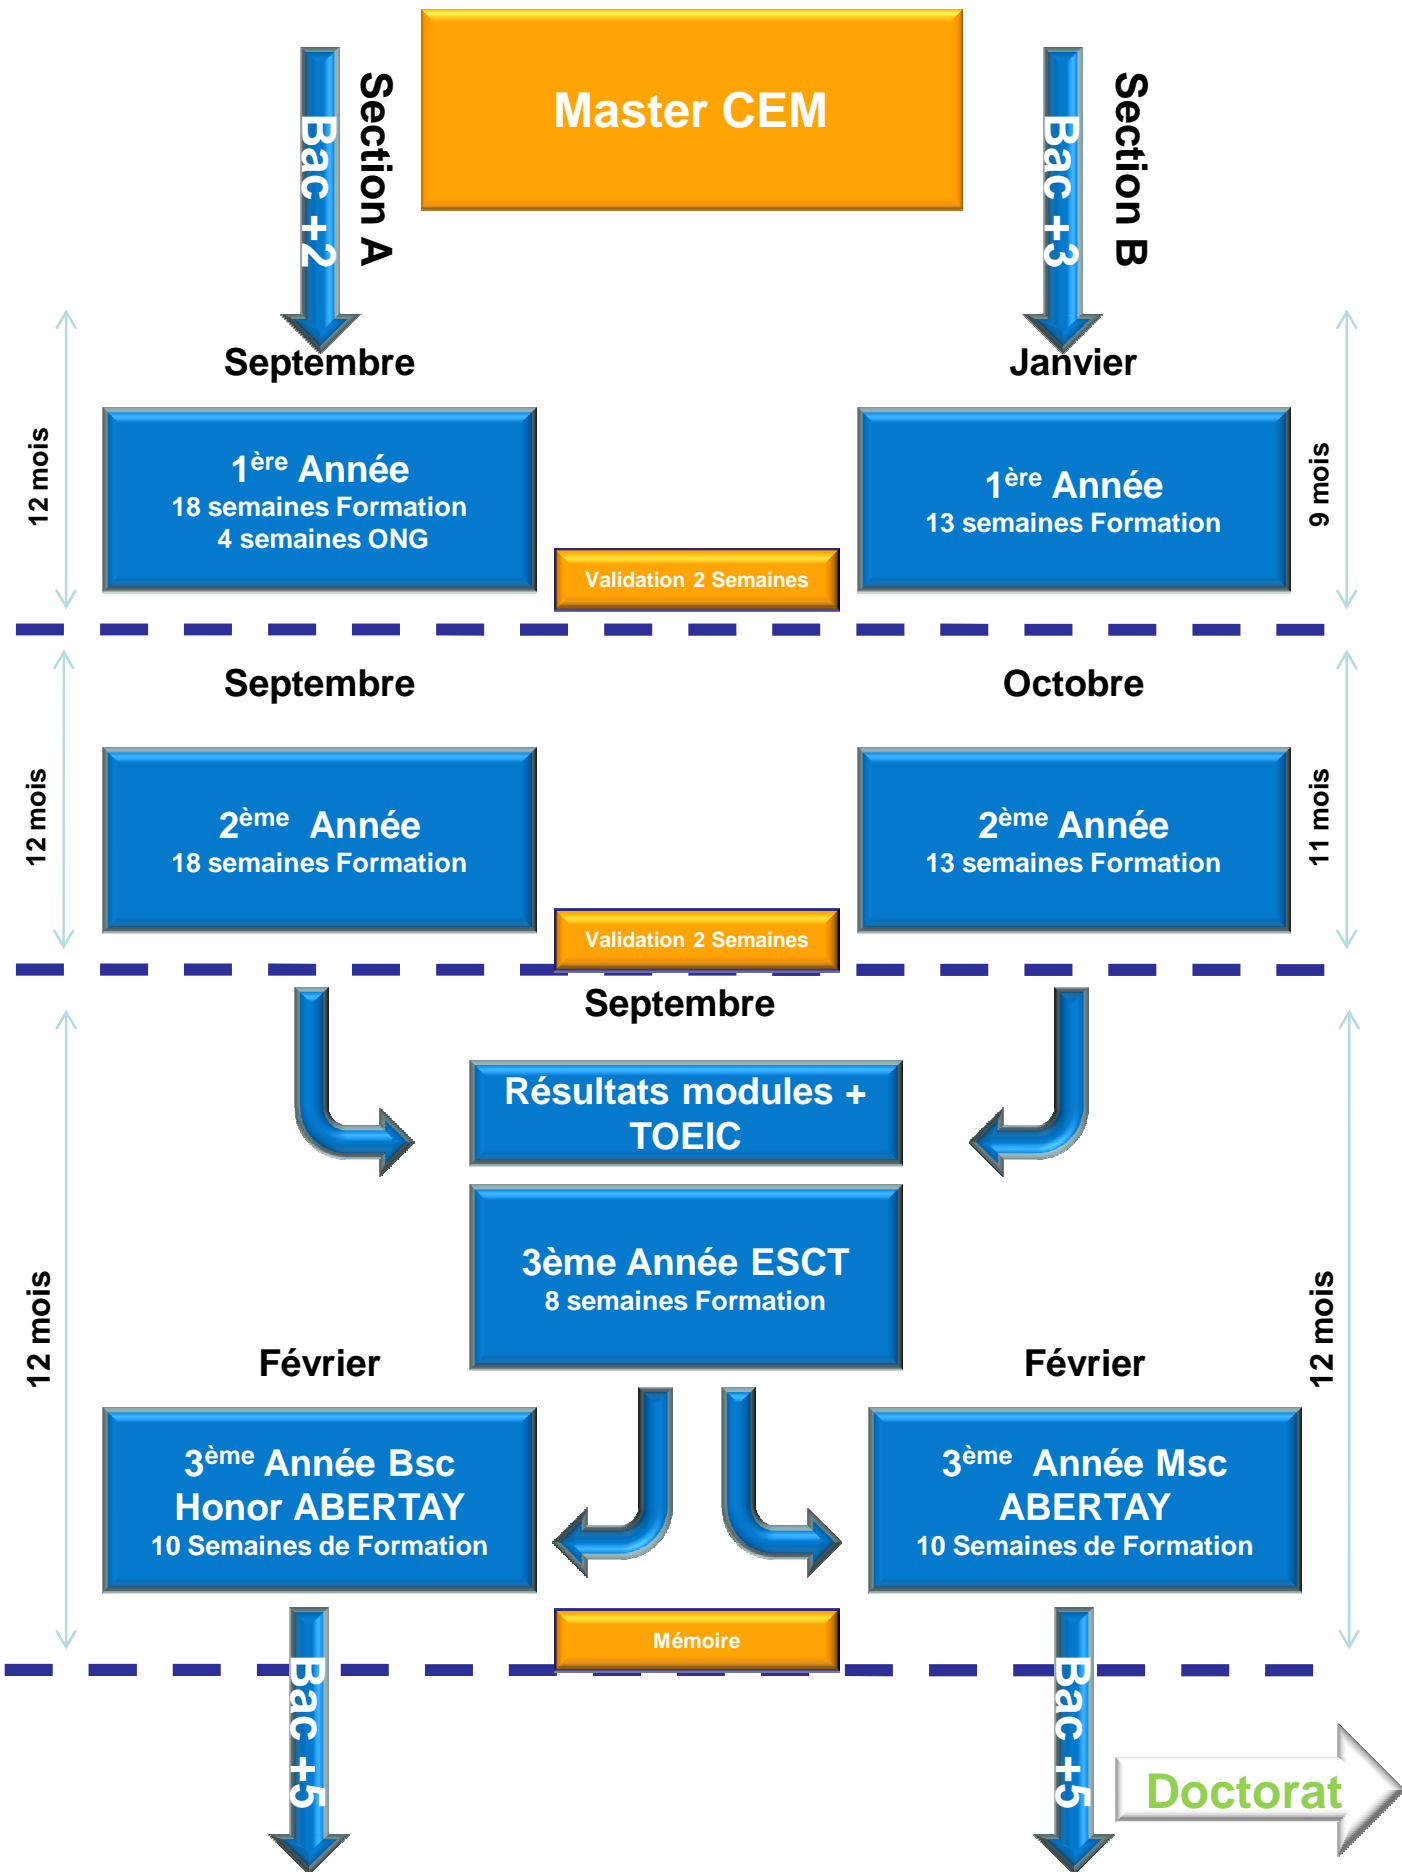 Master CEM
Section A
Bac +2
Section B
Bac +3
Septembre
Janvier
12 mois
1ère Année
18 semaines Formation
4 semaines ONG
1ère Année
13 semaines Formation
9 mois
Validation 2 Semaines
Septembre
Octobre
12 mois
2ème Année
18 semaines Formation
2ème Année
13 semaines Formation
11 mois
Validation 2 Semaines
Septembre
Résultats modules +
TOEIC
3ème Année ESCT
8 semaines Formation
12 mois
12 mois
Février
Février
3ème Année Bsc
Honor ABERTAY
10 Semaines de Formation
3ème Année Msc
ABERTAY
10 Semaines de Formation
Mémoire
Bac +5
Bac +5
Doctorat